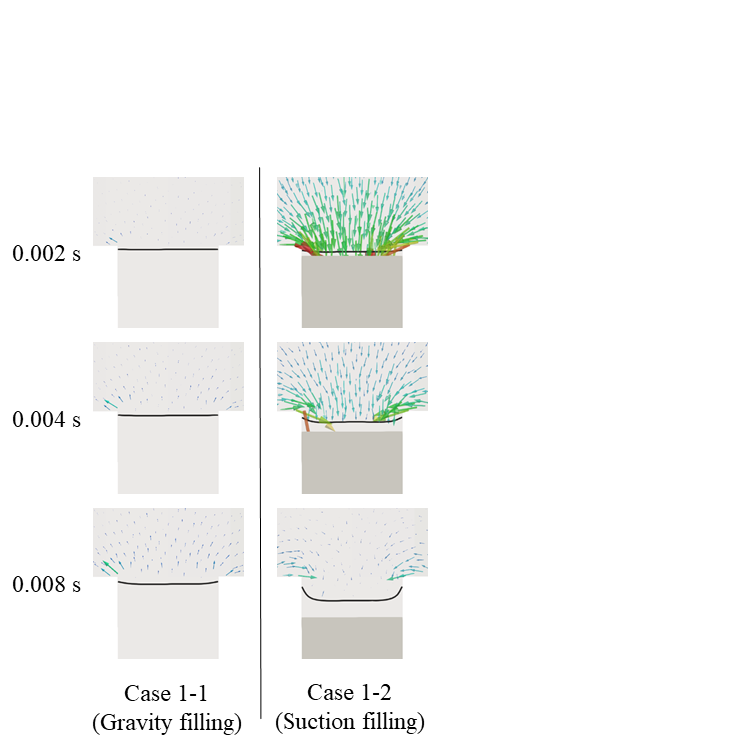 0.002 s
0.004 s
0.008 s
Case 1-1
(Gravity filling)
Case 1-2
(Suction filling)